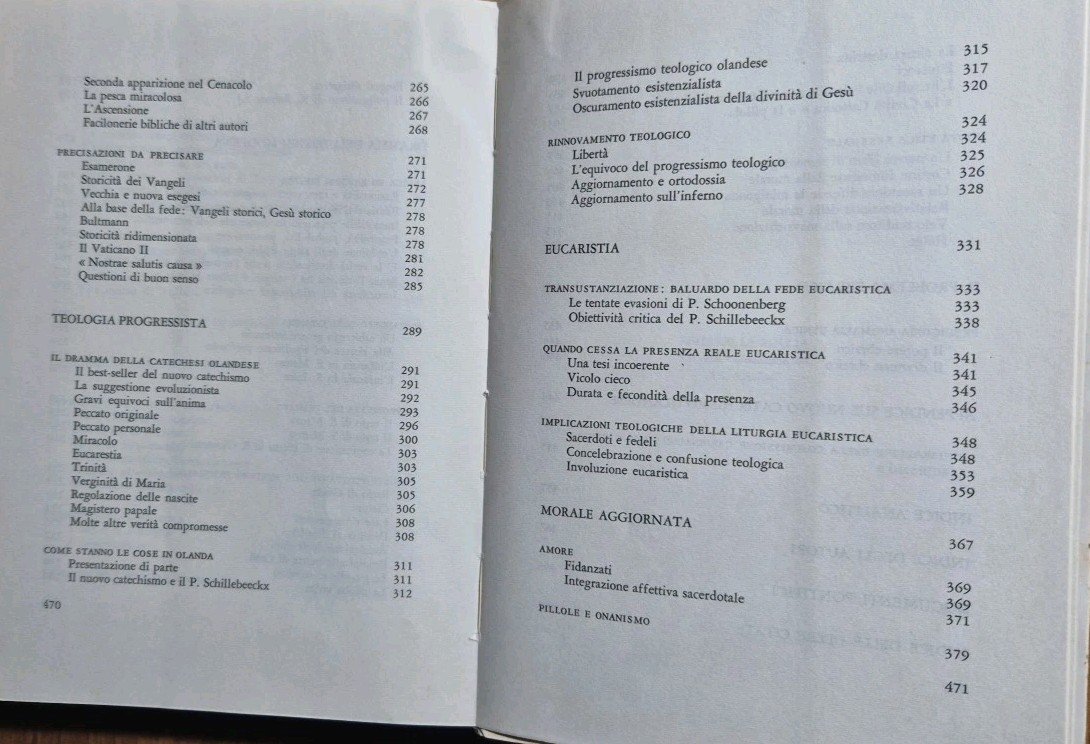 Seconda apparizione nel Cenacolo 265
La pesca miracolosa 266
L'Ascensione 267
Facilonerie bibliche di altri autori 268
PRECISAZIONI DA PRECISARE 271
Esamerone 271
Storicità dei Vangeli 272
Vecchia e nuova esegesi 277
Alla base della fede: Vangeli storici, Gesù storico 278
Bultmann 278
Storicità ridimensionata 278
Il Vaticano II 281
« Nostrae salutis causa » 282
Questioni di buon senso 285
TEOLOGIA PROGRESSISTA 289
IL DRAMMA DELLA CATECHESI OLANDESE 291
Il best-seller del nuovo catechismo 291
La suggestione evoluzionista 292
Gravi equivoci sull'anima 293
Peccato originale 296
Peccato personale 300
Miracolo 303
Eucarestia 303
Trinità 305
Verginità di Maria 305
Regolazione delle nascite 306
Magistero papale 308
Molte altre verità compromesse 308
COME STANNO LE COSE IN OLANDA 311
Presentazione di parte 311
Il nuovo catechismo e il P. Schillebeeckx 312
470
Il progressismo teologico olandese 315
Svuotamento esistenzialista 317
Oscuramento esistenzialista della divinità di Gesù 320
RINNOVAMENTO TEOLOGICO 324
Libertà 324
L'equivoco del progressismo teologico 325
Aggiornamento e ortodossia 326
Aggiornamento sull'inferno 328
EUCARISTIA 331
TRANSUSTANZIAZIONE: BALUARDO DELLA FEDE EUCARISTICA 333
Le tentate evasioni di P. Schoonenberg 333
Obiettività critica del P. Schillebeeckx 338
QUANDO CESSA LA PRESENZA REALE EUCARISTICA 341
Una tesi incoerente 341
Vicolo cieco 345
Durata e fecondità della presenza 346
IMPLICAZIONI TEOLOGICHE DELLA LITURGIA EUCARISTICA 348
Sacerdoti e fedeli 348
Concelebrazione e confusione teologica 353
Involuzione eucaristica 359
MORALE AGGIORNATA 367
AMORE 369
Fidanzati 369
Integrazione affettiva sacerdotale 371
PILLOLE E ONANISMO 379
471